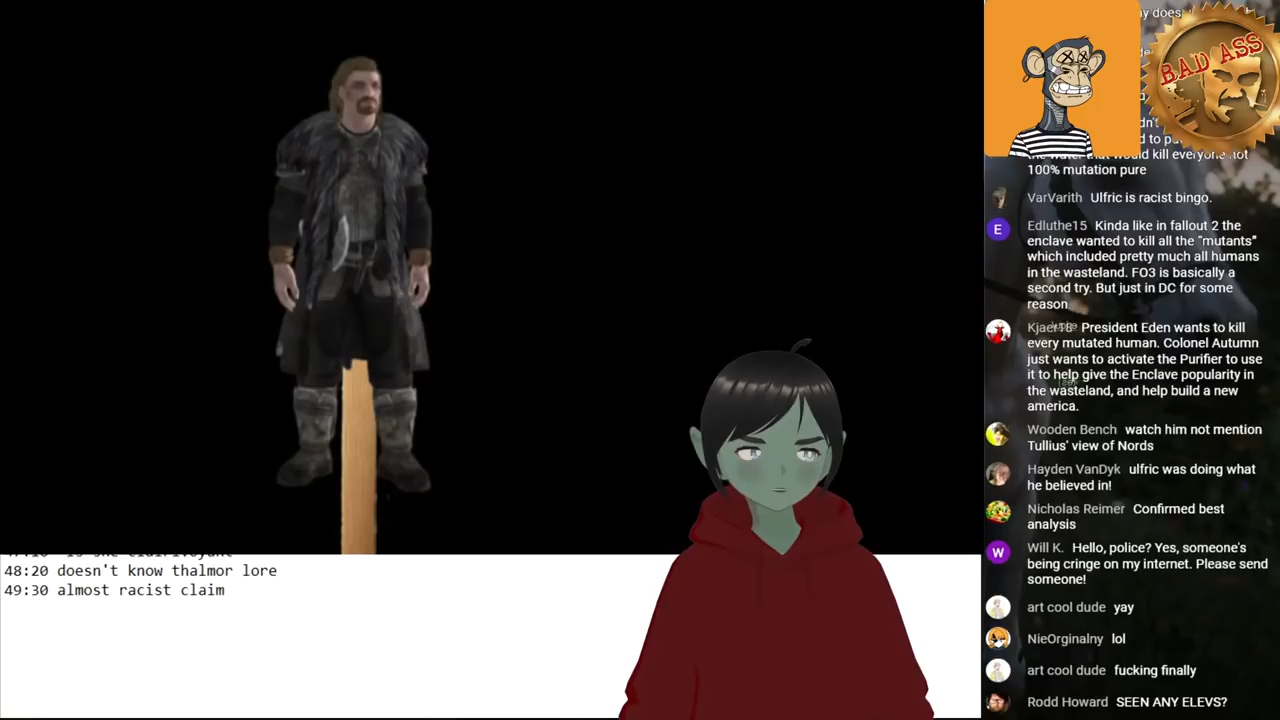 48:20 doesn't know thalmor lore
49:30 almost racist claim
BAD ASS
100% mutation pure
VarVarith Ulfric is racist bingo.
Edluthe15 Kinda like in fallout 2 the
enclave wanted to kill all the “mutants”
which included pretty much all humans
in the wasteland. FO3 is basically a
second try. But just in DC for some
reason.
Kjaer18 President Eden wants to kill
every mutated human. Colonel Autumn
just wants to activate the Purifier to use
it to help give the Enclave popularity in
the wasteland, and help build a new
america.
Wooden Bench watch him not mention
Tullius' view of Nords
Hayden VanDyk ulfric was doing what
he believed in!
Nicholas Reimer Confirmed best
analysis
W
Will K. Hello, police? Yes, someone's
being cringe on my internet. Please send
someone!
art cool dude yay
NieOrginalny lol
art cool dude fucking finally
Rodd Howard SEEN ANY ELEVS?